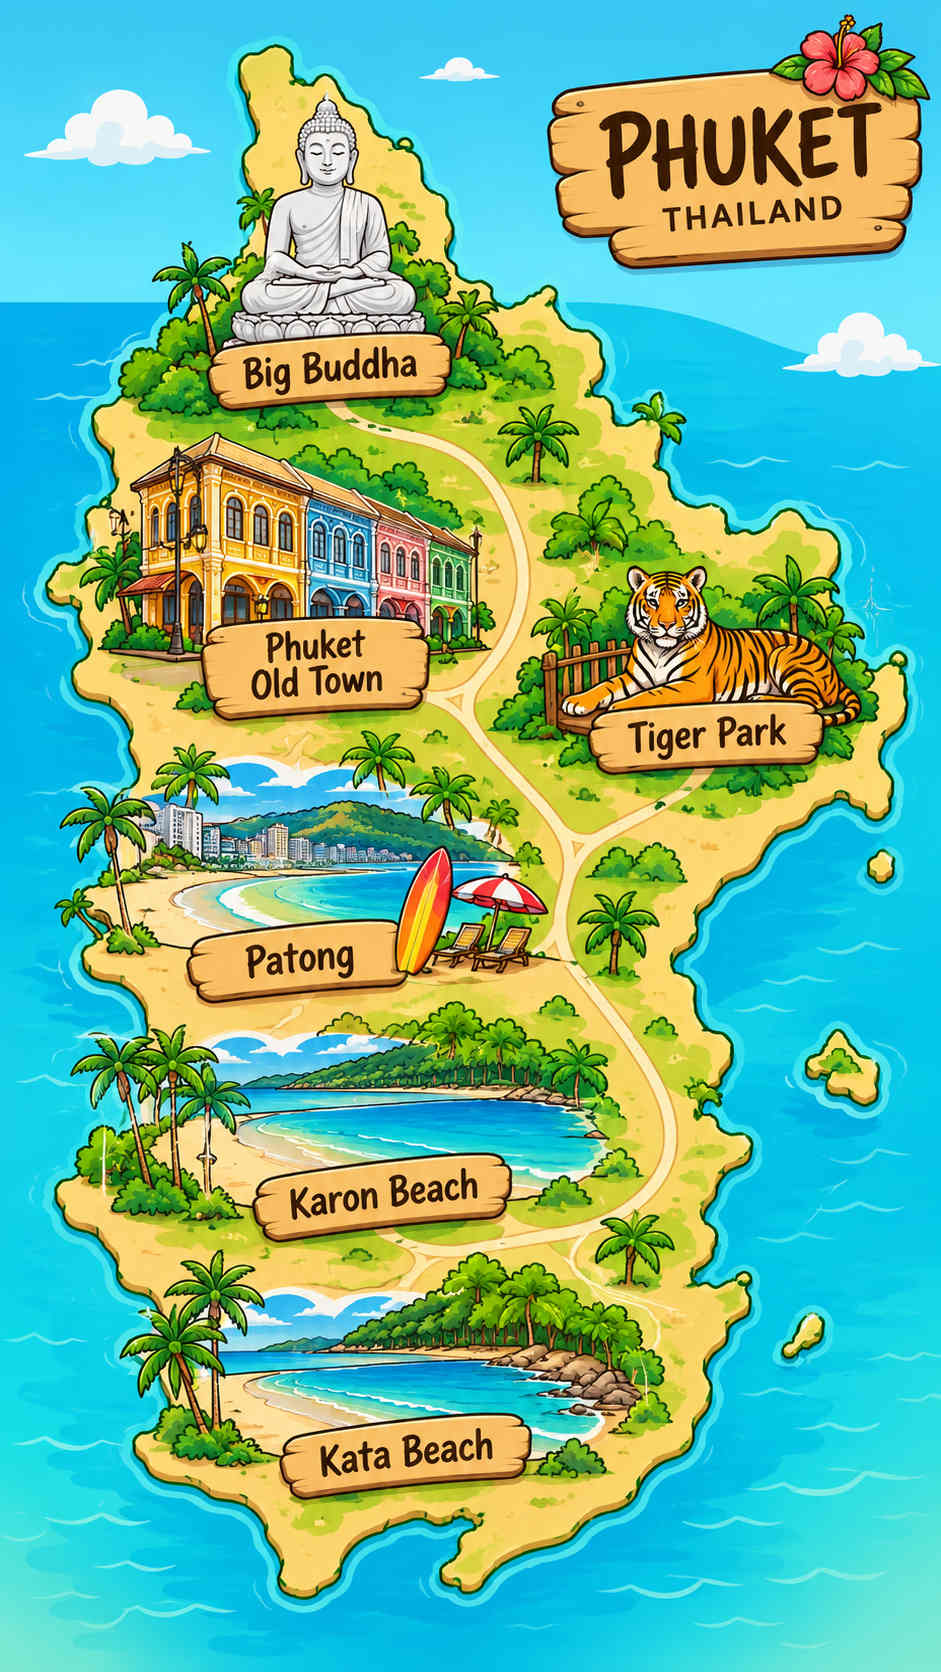 PHUKET
THAILAND
Big Buddha
Phuket
Old Town
Tiger Park
Patong
Karon Beach
Kata Beach